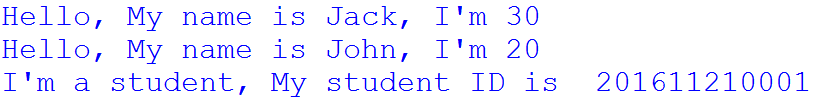 Hello, My name is Jack, I'm 30
Hello, My name is John, I'm 20
I'm a student, My student ID is  201611210001